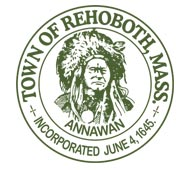 TOWN OF REHOBOTH, MASS.
ANNAWAN
INCORPORATED JUNE 4, 1645.